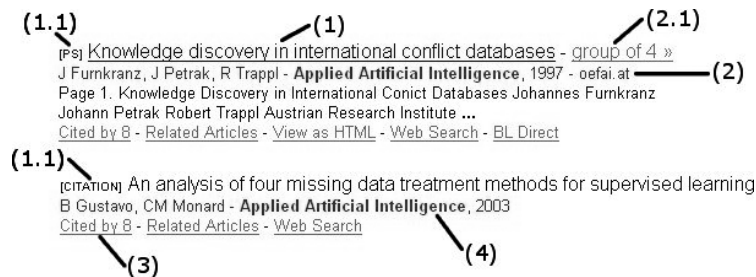 (1.1) (1) (2.1)
[PS] Knowledge discovery in international conflict databases - group of 4 »
J Furnkranz, J Petrak, R Trappl - Applied Artificial Intelligence, 1997 - oefai.at (2)
Page 1. Knowledge Discovery in International Conict Databases Johannes Furnkranz
Johann Petrak Robert Trappl Austrian Research Institute ...
Cited by 8 - Related Articles - View as HTML - Web Search - BL Direct
(1.1)
[CITATION] An analysis of four missing data treatment methods for supervised learning
B Gustavo, CM Monard - Applied Artificial Intelligence, 2003
Cited by 8 - Related Articles - Web Search
(3) (4)